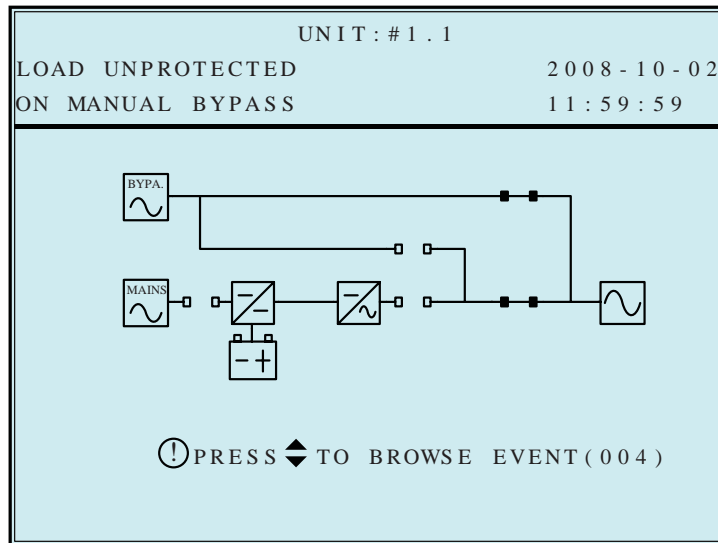 UNIT:#1.1
LOAD UNPROTECTED 2008-10-02
ON MANUAL BYPASS 11:59:59
BYPA.
MAINS
PRESS TO BROWSE EVENT(004)